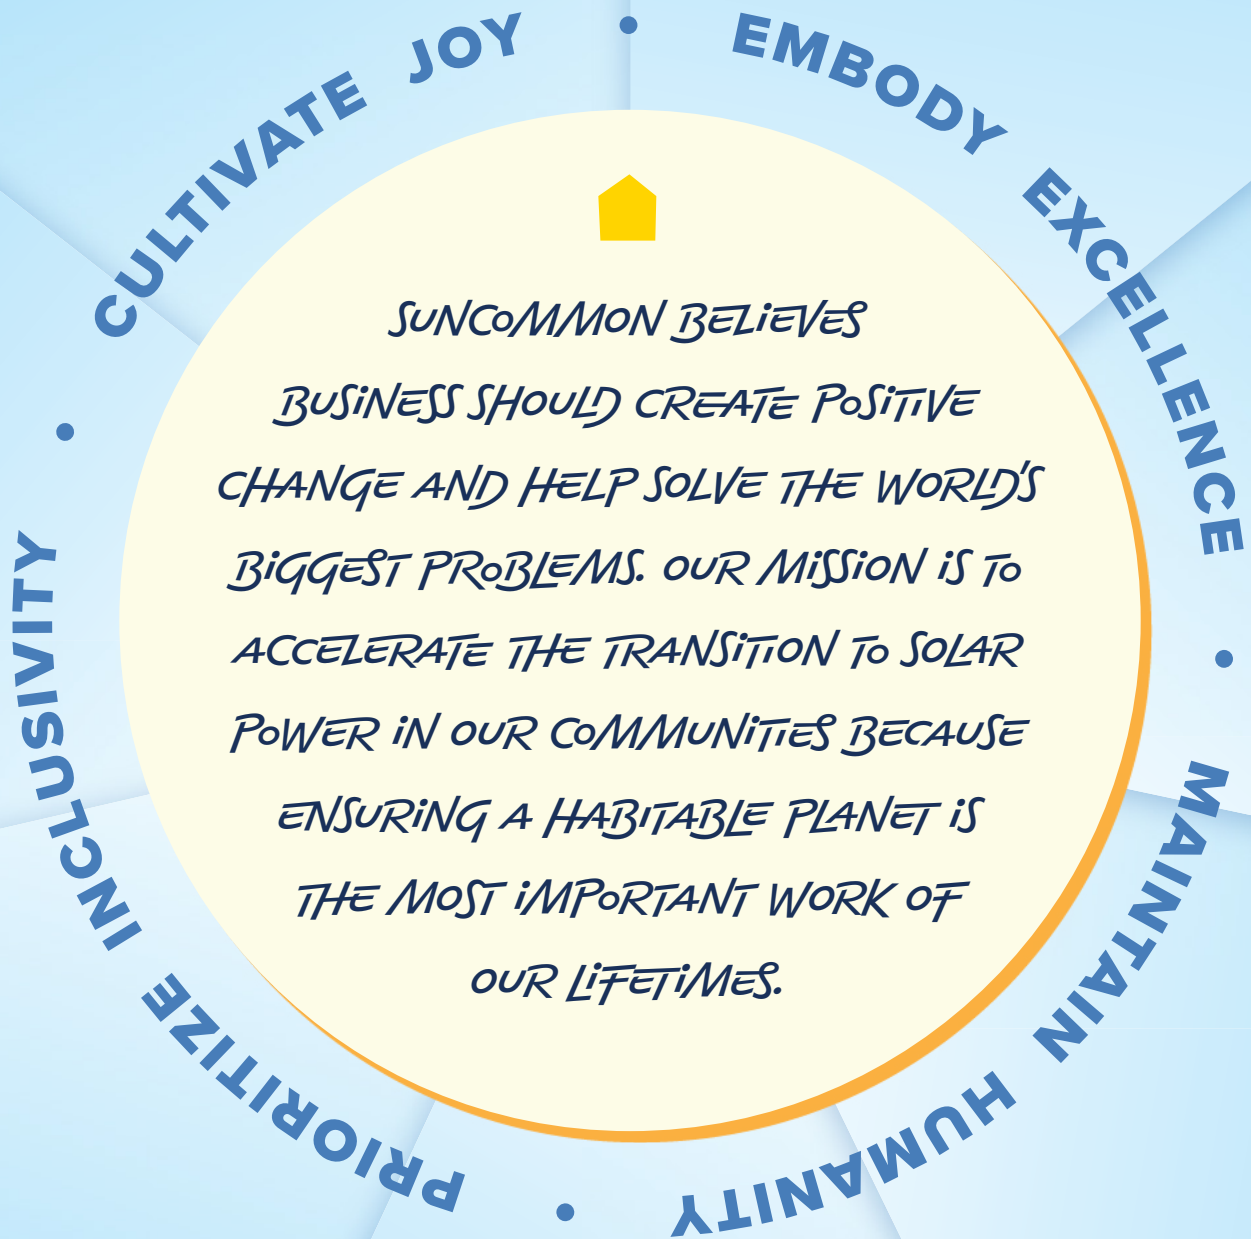 CULTIVATE JOY • EMBODY EXCELLENCE • MAINTAIN HUMANITY • PRIORITIZE INCLUSIVITY •
SUNCOMMON BELIEVES
BUSINESS SHOULD CREATE POSITIVE
CHANGE AND HELP SOLVE THE WORLD'S
BIGGEST PROBLEMS. OUR MISSION IS TO
ACCELERATE THE TRANSITION TO SOLAR
POWER IN OUR COMMUNITIES BECAUSE
ENSURING A HABITABLE PLANET IS
THE MOST IMPORTANT WORK OF
OUR LIFETIMES.